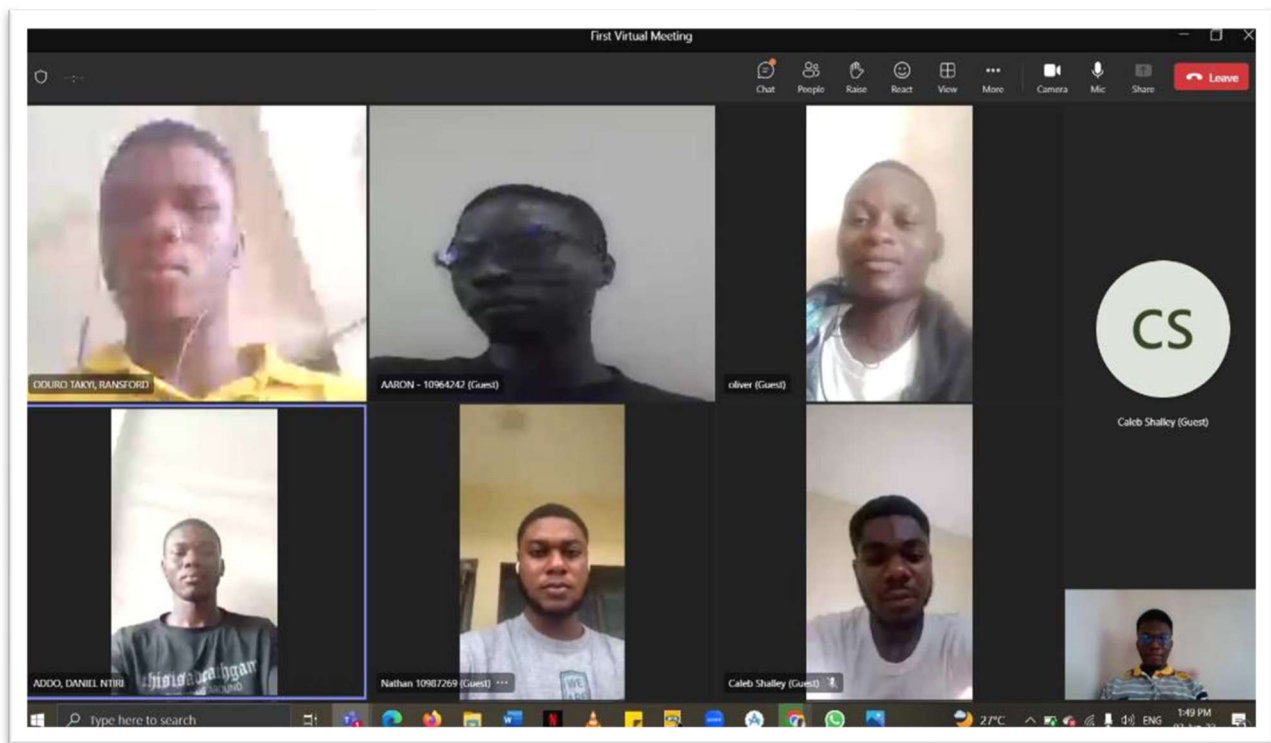 First Virtual Meeting
Chat People Raise React View More Camera Mic Share Leave
ODURO TAKYI, RANSFORD
AARON - 10964242 (Guest)
oliver (Guest)
CS
Caleb Shalley (Guest)
ADDO, DANIEL NTIRI
Nathan 10987269 (Guest) ...
WE
ARE
Caleb Shalley (Guest)
Type here to search
27°C
ENG
1:49 PM